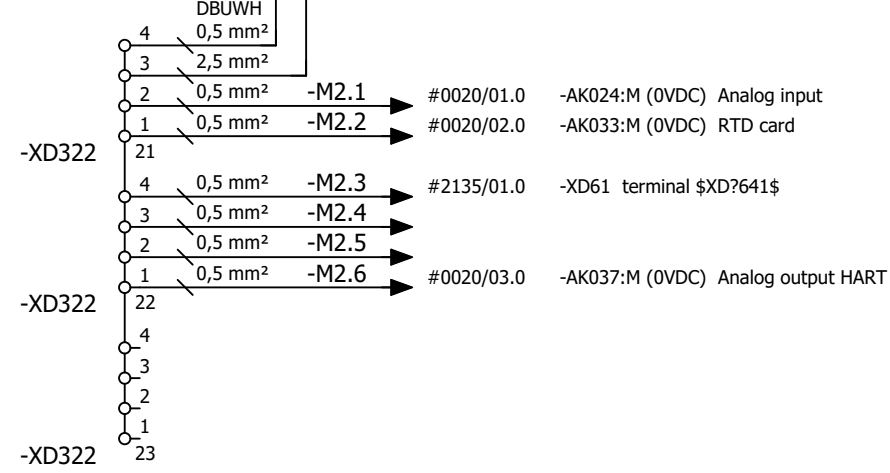 DBUWH
4 0,5 mm²
3 2,5 mm²
2 0,5 mm² -M2.1 #0020/01.0 -AK024:M (0VDC) Analog input
1 0,5 mm² -M2.2 #0020/02.0 -AK033:M (0VDC) RTD card
-XD322 21
4 0,5 mm² -M2.3 #2135/01.0 -XD61 terminal $XD?641$
3 0,5 mm² -M2.4
2 0,5 mm² -M2.5
1 0,5 mm² -M2.6 #0020/03.0 -AK037:M (0VDC) Analog output HART
-XD322 22
4
3
2
1
-XD322 23